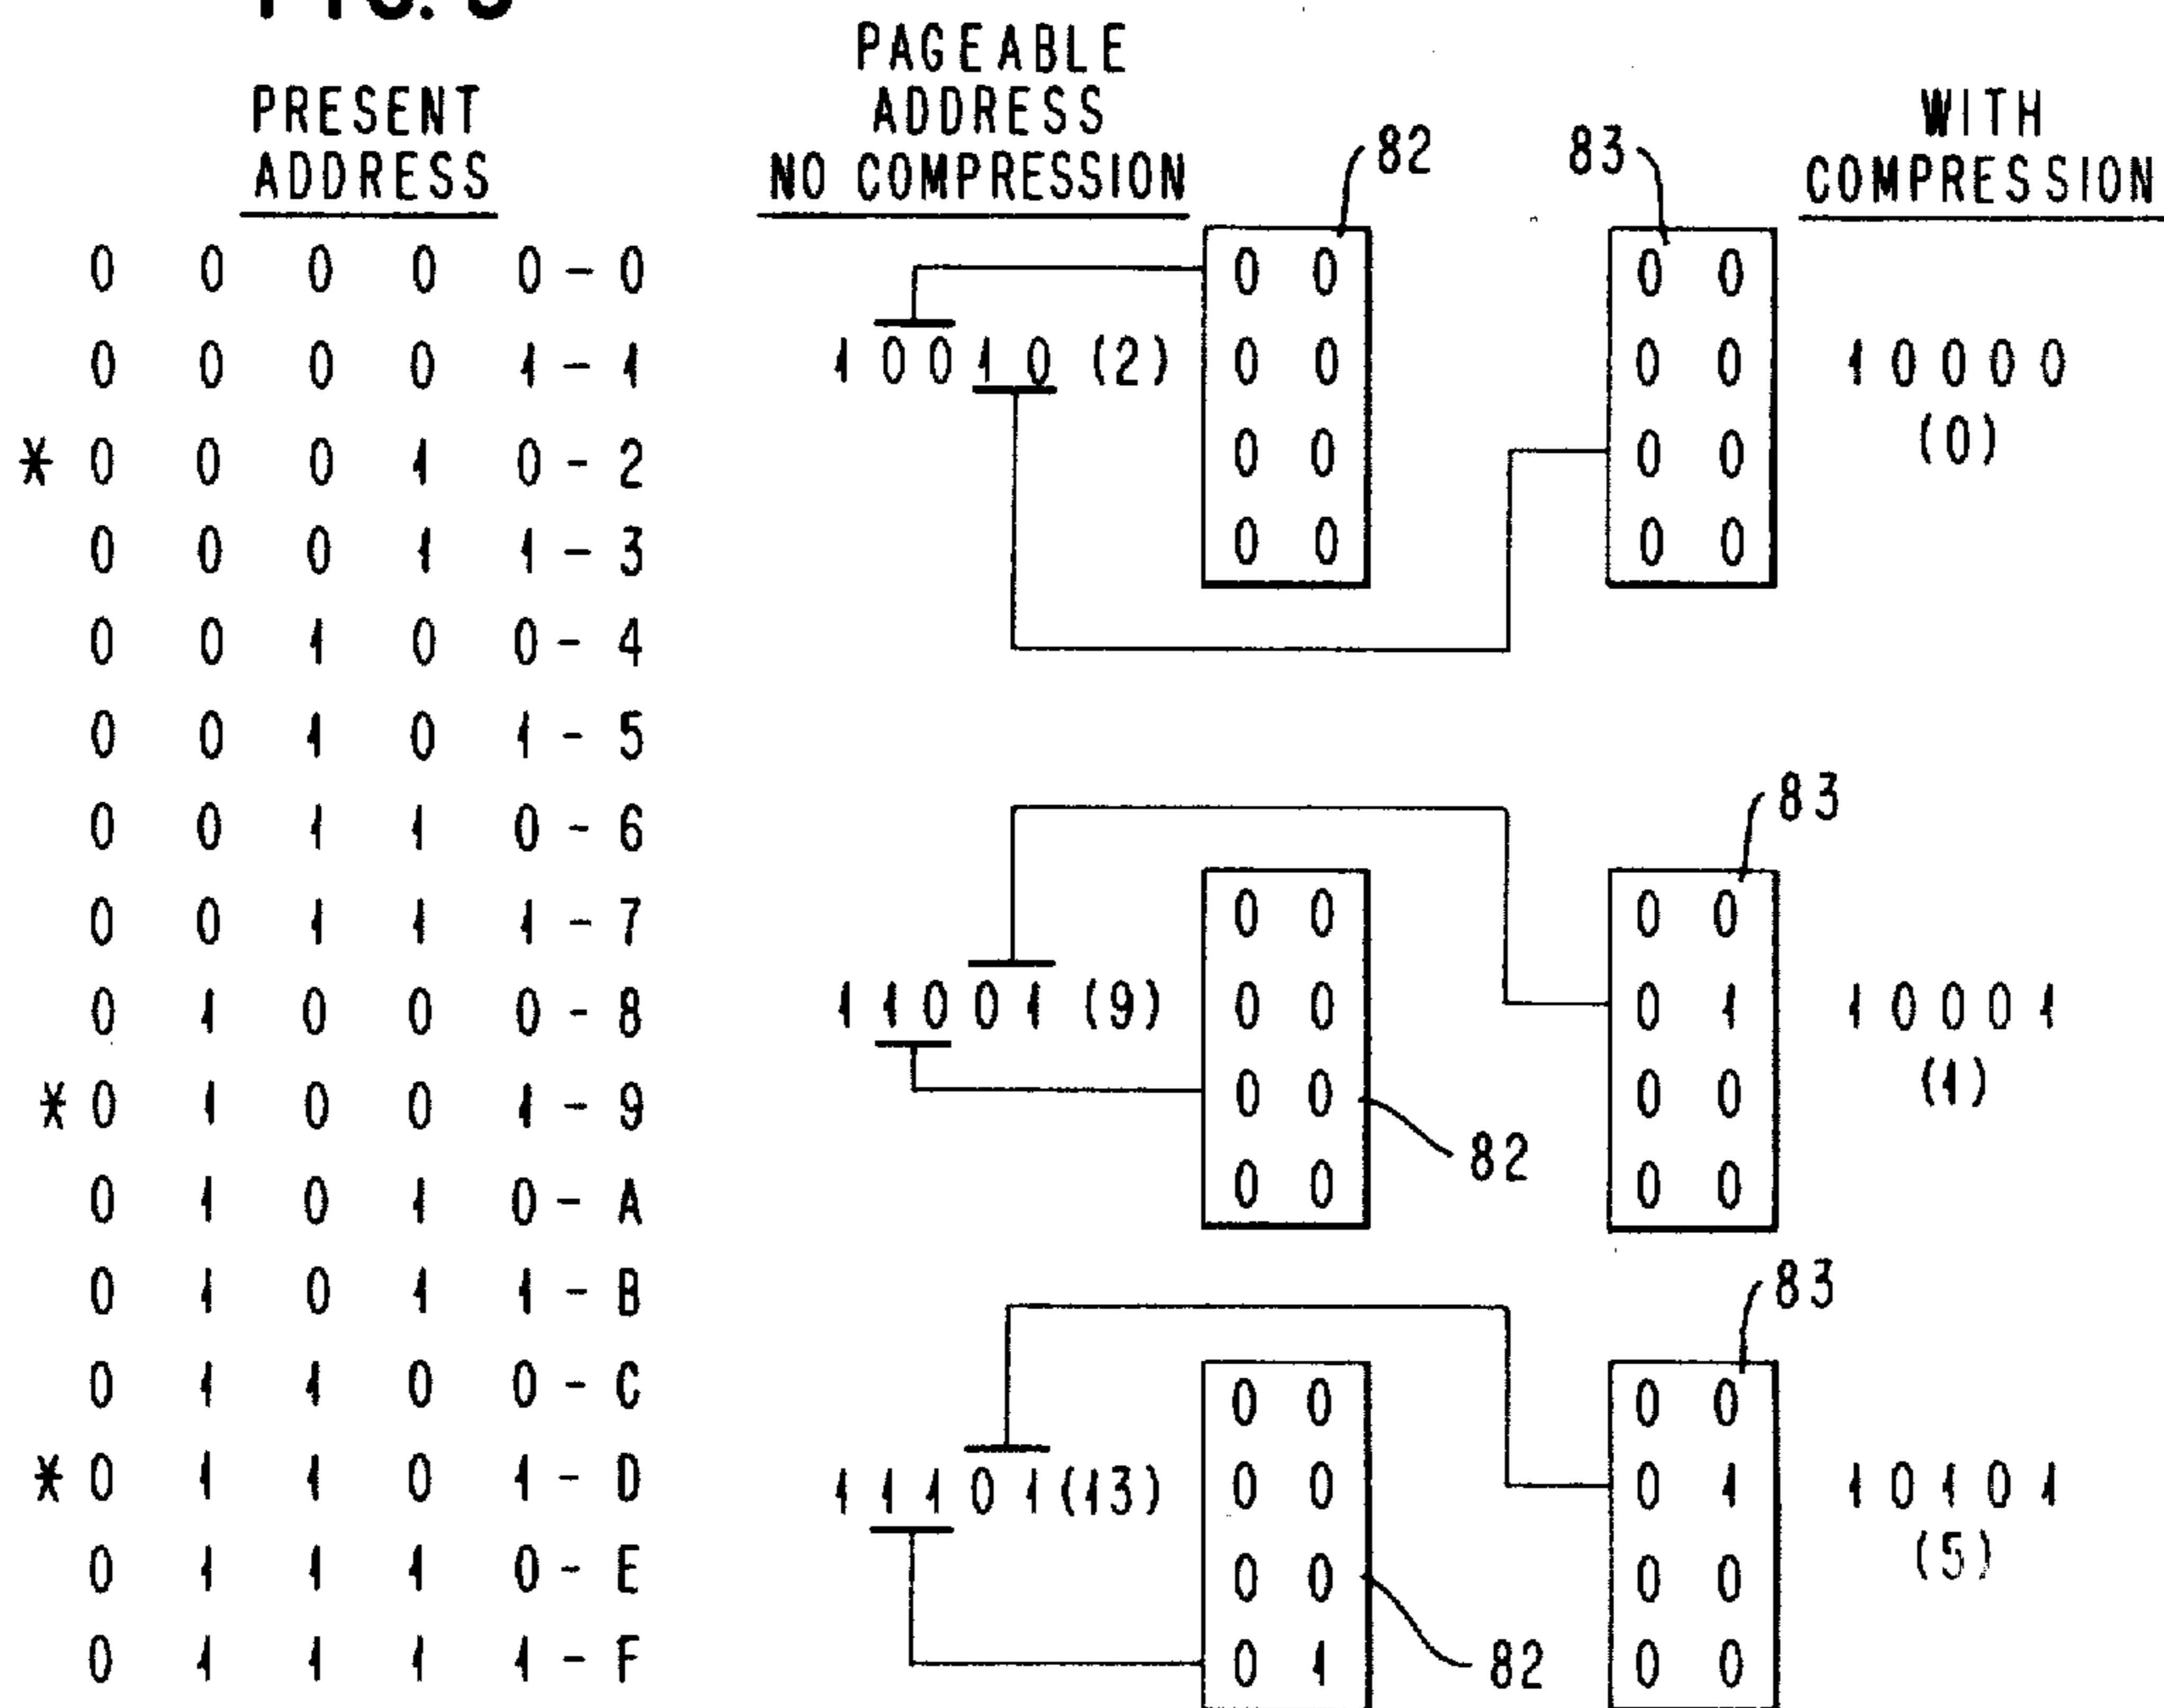 PRESENT
ADDRESS
0 0 0 0 0 - 0
0 0 0 0 1 - 1
* 0 0 0 1 0 - 2
0 0 0 1 1 - 3
0 0 1 0 0 - 4
0 0 1 0 1 - 5
0 0 1 1 0 - 6
0 0 1 1 1 - 7
0 1 0 0 0 - 8
* 0 1 0 0 1 - 9
0 1 0 1 0 - A
0 1 0 1 1 - B
0 1 1 0 0 - C
* 0 1 1 0 1 - D
0 1 1 1 0 - E
0 1 1 1 1 - F
PAGEABLE
ADDRESS
NO COMPRESSION
82
83
WITH
COMPRESSION
1 0 0 1 0 (2)
0 0
0 0
0 0
0 0
0 0
0 0
0 0
0 0
1 0 0 0 0
(0)
83
1 1 0 0 1 (9)
0 0
0 0
0 0
0 0
82
0 0
0 1
0 0
0 0
1 0 0 0 1
(1)
83
1 1 1 0 1 (13)
0 0
0 0
0 0
0 1
82
0 0
0 1
0 0
0 0
1 0 1 0 1
(5)